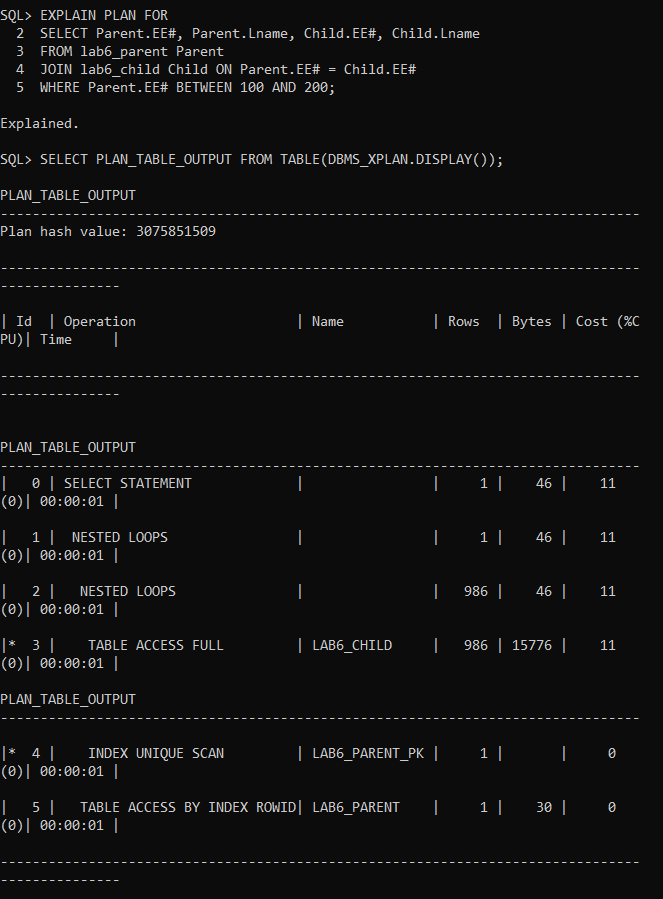 SQL> EXPLAIN PLAN FOR
  2  SELECT Parent.EE#, Parent.Lname, Child.EE#, Child.Lname
  3  FROM lab6_parent Parent
  4  JOIN lab6_child Child ON Parent.EE# = Child.EE#
  5  WHERE Parent.EE# BETWEEN 100 AND 200;
Explained.
SQL> SELECT PLAN_TABLE_OUTPUT FROM TABLE(DBMS_XPLAN.DISPLAY());
PLAN_TABLE_OUTPUT
--------------------------------------------------------------------------------
Plan hash value: 3075851509
--------------------------------------------------------------------------------
---------------
| Id  | Operation                    | Name           | Rows  | Bytes | Cost (%C
PU)| Time     |
--------------------------------------------------------------------------------
---------------
PLAN_TABLE_OUTPUT
--------------------------------------------------------------------------------
|   0 | SELECT STATEMENT             |                |     1 |    46 |    11
(0)| 00:00:01 |
|   1 |  NESTED LOOPS                |                |     1 |    46 |    11
(0)| 00:00:01 |
|   2 |   NESTED LOOPS               |                |   986 |    46 |    11
(0)| 00:00:01 |
|*  3 |    TABLE ACCESS FULL         | LAB6_CHILD     |   986 | 15776 |    11
(0)| 00:00:01 |
PLAN_TABLE_OUTPUT
--------------------------------------------------------------------------------
|*  4 |    INDEX UNIQUE SCAN         | LAB6_PARENT_PK |     1 |       |     0
(0)| 00:00:01 |
|   5 |   TABLE ACCESS BY INDEX ROWID| LAB6_PARENT    |     1 |    30 |     0
(0)| 00:00:01 |
--------------------------------------------------------------------------------
---------------